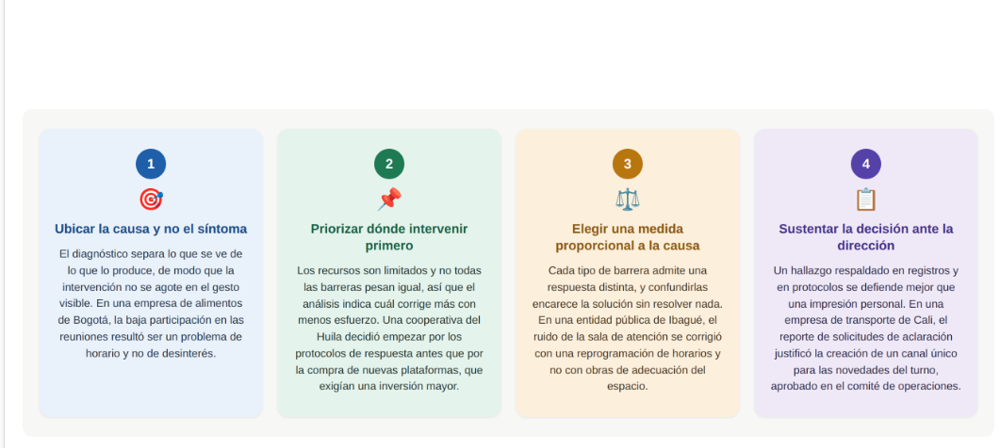 1
Ubicar la causa y no el síntoma
El diagnóstico separa lo que se ve de
lo que lo produce, de modo que la
intervención no se agote en el gesto
visible. En una empresa de alimentos
de Bogotá, la baja participación en las
reuniones resultó ser un problema de
horario y no de desinterés.
2
Priorizar dónde intervenir
primero
Los recursos son limitados y no todas
las barreras pesan igual, así que el
análisis indica cuál corrige más con
menos esfuerzo. Una cooperativa del
Huila decidió empezar por los
protocolos de respuesta antes que por
la compra de nuevas plataformas, que
exigían una inversión mayor.
3
Elegir una medida
proporcional a la causa
Cada tipo de barrera admite una
respuesta distinta, y confundirlas
encarece la solución sin resolver nada.
En una entidad pública de Ibagué, el
ruido de la sala de atención se corrigió
con una reprogramación de horarios y
no con obras de adecuación del
espacio.
4
Sustentar la decisión ante la
dirección
Un hallazgo respaldado en registros y
en protocolos se defiende mejor que
una impresión personal. En una
empresa de transporte de Cali, el
reporte de solicitudes de aclaración
justificó la creación de un canal único
para las novedades del turno,
aprobado en el comité de operaciones.